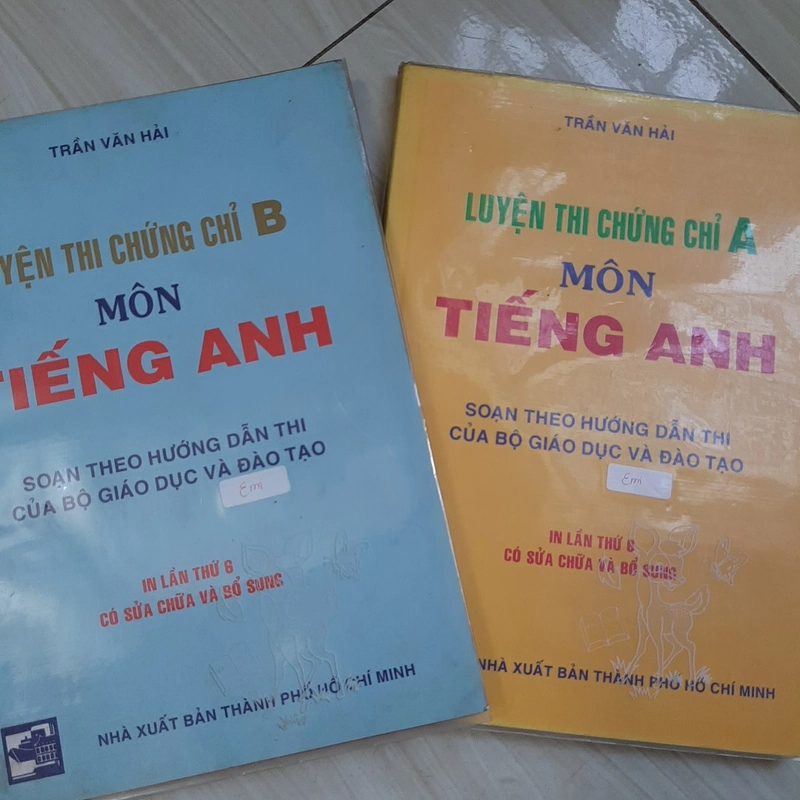 TRẦN VĂN HẢI
YỆN THI CHỨNG CHỈ B
MÔN
TIẾNG ANH
SOẠN THEO HƯỚNG DẪN THI
CỦA BỘ GIÁO DỤC VÀ ĐÀO TẠO
Em
IN LẦN THỨ 6
CÓ SỬA CHỮA VÀ BỔ SUNG
NHÀ XUẤT BẢN THÀNH PHỐ HỒ CHÍ MINH
TRẦN VĂN HẢI
LUYỆN THI CHỨNG CHỈ A
MÔN
TIẾNG ANH
SOẠN THEO HƯỚNG DẪN THI
CỦA BỘ GIÁO DỤC VÀ ĐÀO TẠO
Em
IN LẦN THỨ 6
CÓ SỬA CHỮA VÀ BỔ SUNG
NHÀ XUẤT BẢN THÀNH PHỐ HỒ CHÍ MINH